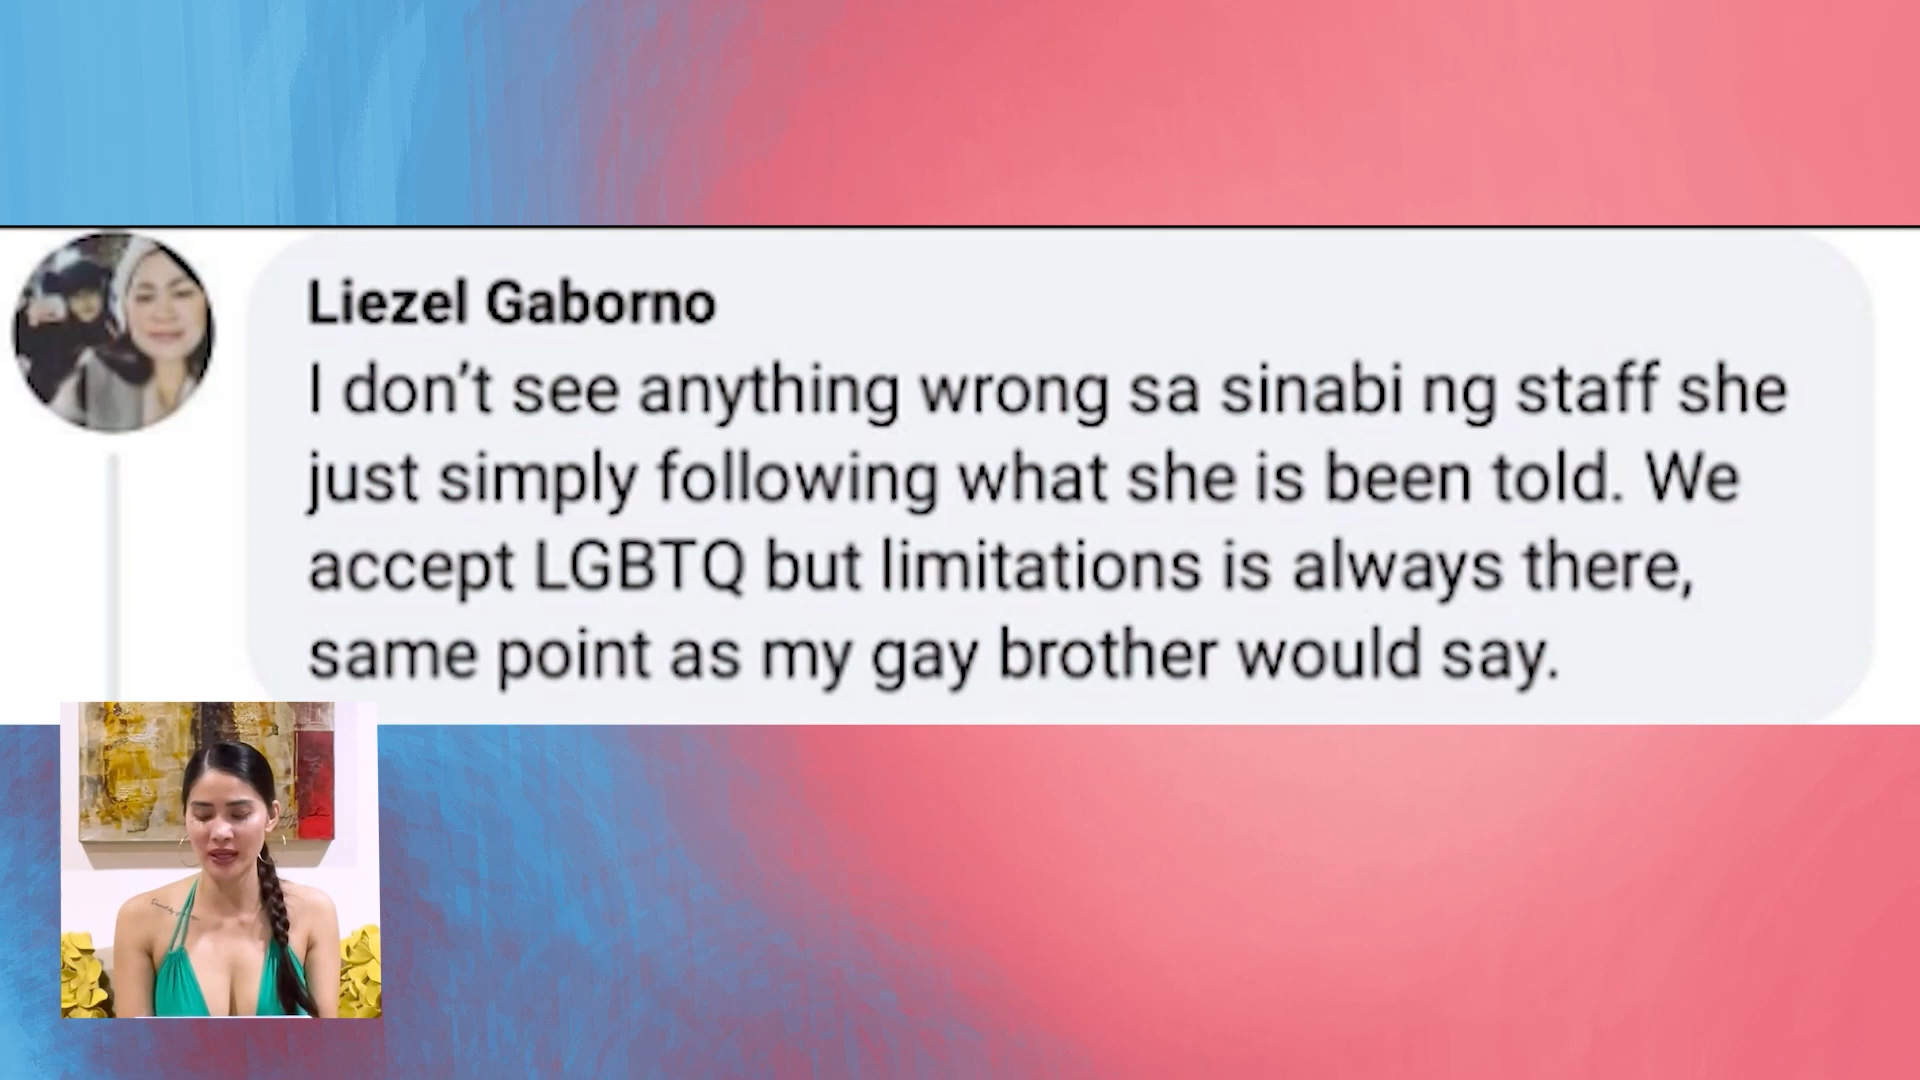 Liezel Gaborno
I don't see anything wrong sa sinabi ng staff she
just simply following what she is been told. We
accept LGBTQ but limitations is always there,
same point as my gay brother would say.